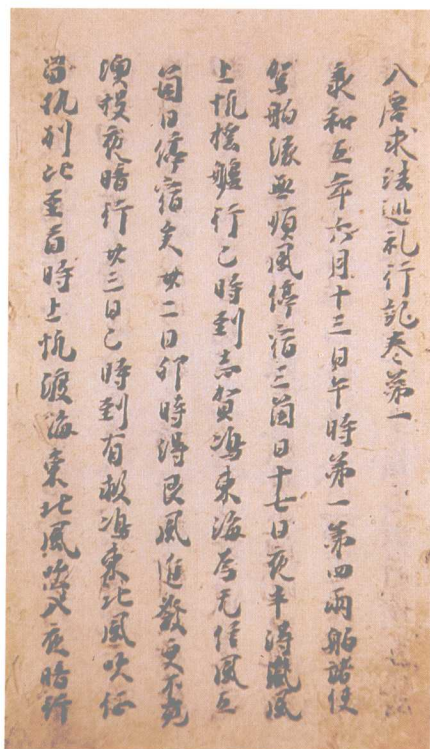 入唐求法巡礼行記卷第一
承和五年六月十三日午時第一第四兩舶諸使
駕舶縁無順風停宿三箇日十七日夜半得嵐風
上帆搖艫行巳時到志賀嶋東海為无信風五
箇日停宿矣廿二日卯時得艮風進發更不覓
澳投夜暗行廿三日巳時到有救嶋東北風吹征
留執別比至酉時上帆渡海東北風吹入夜暗行